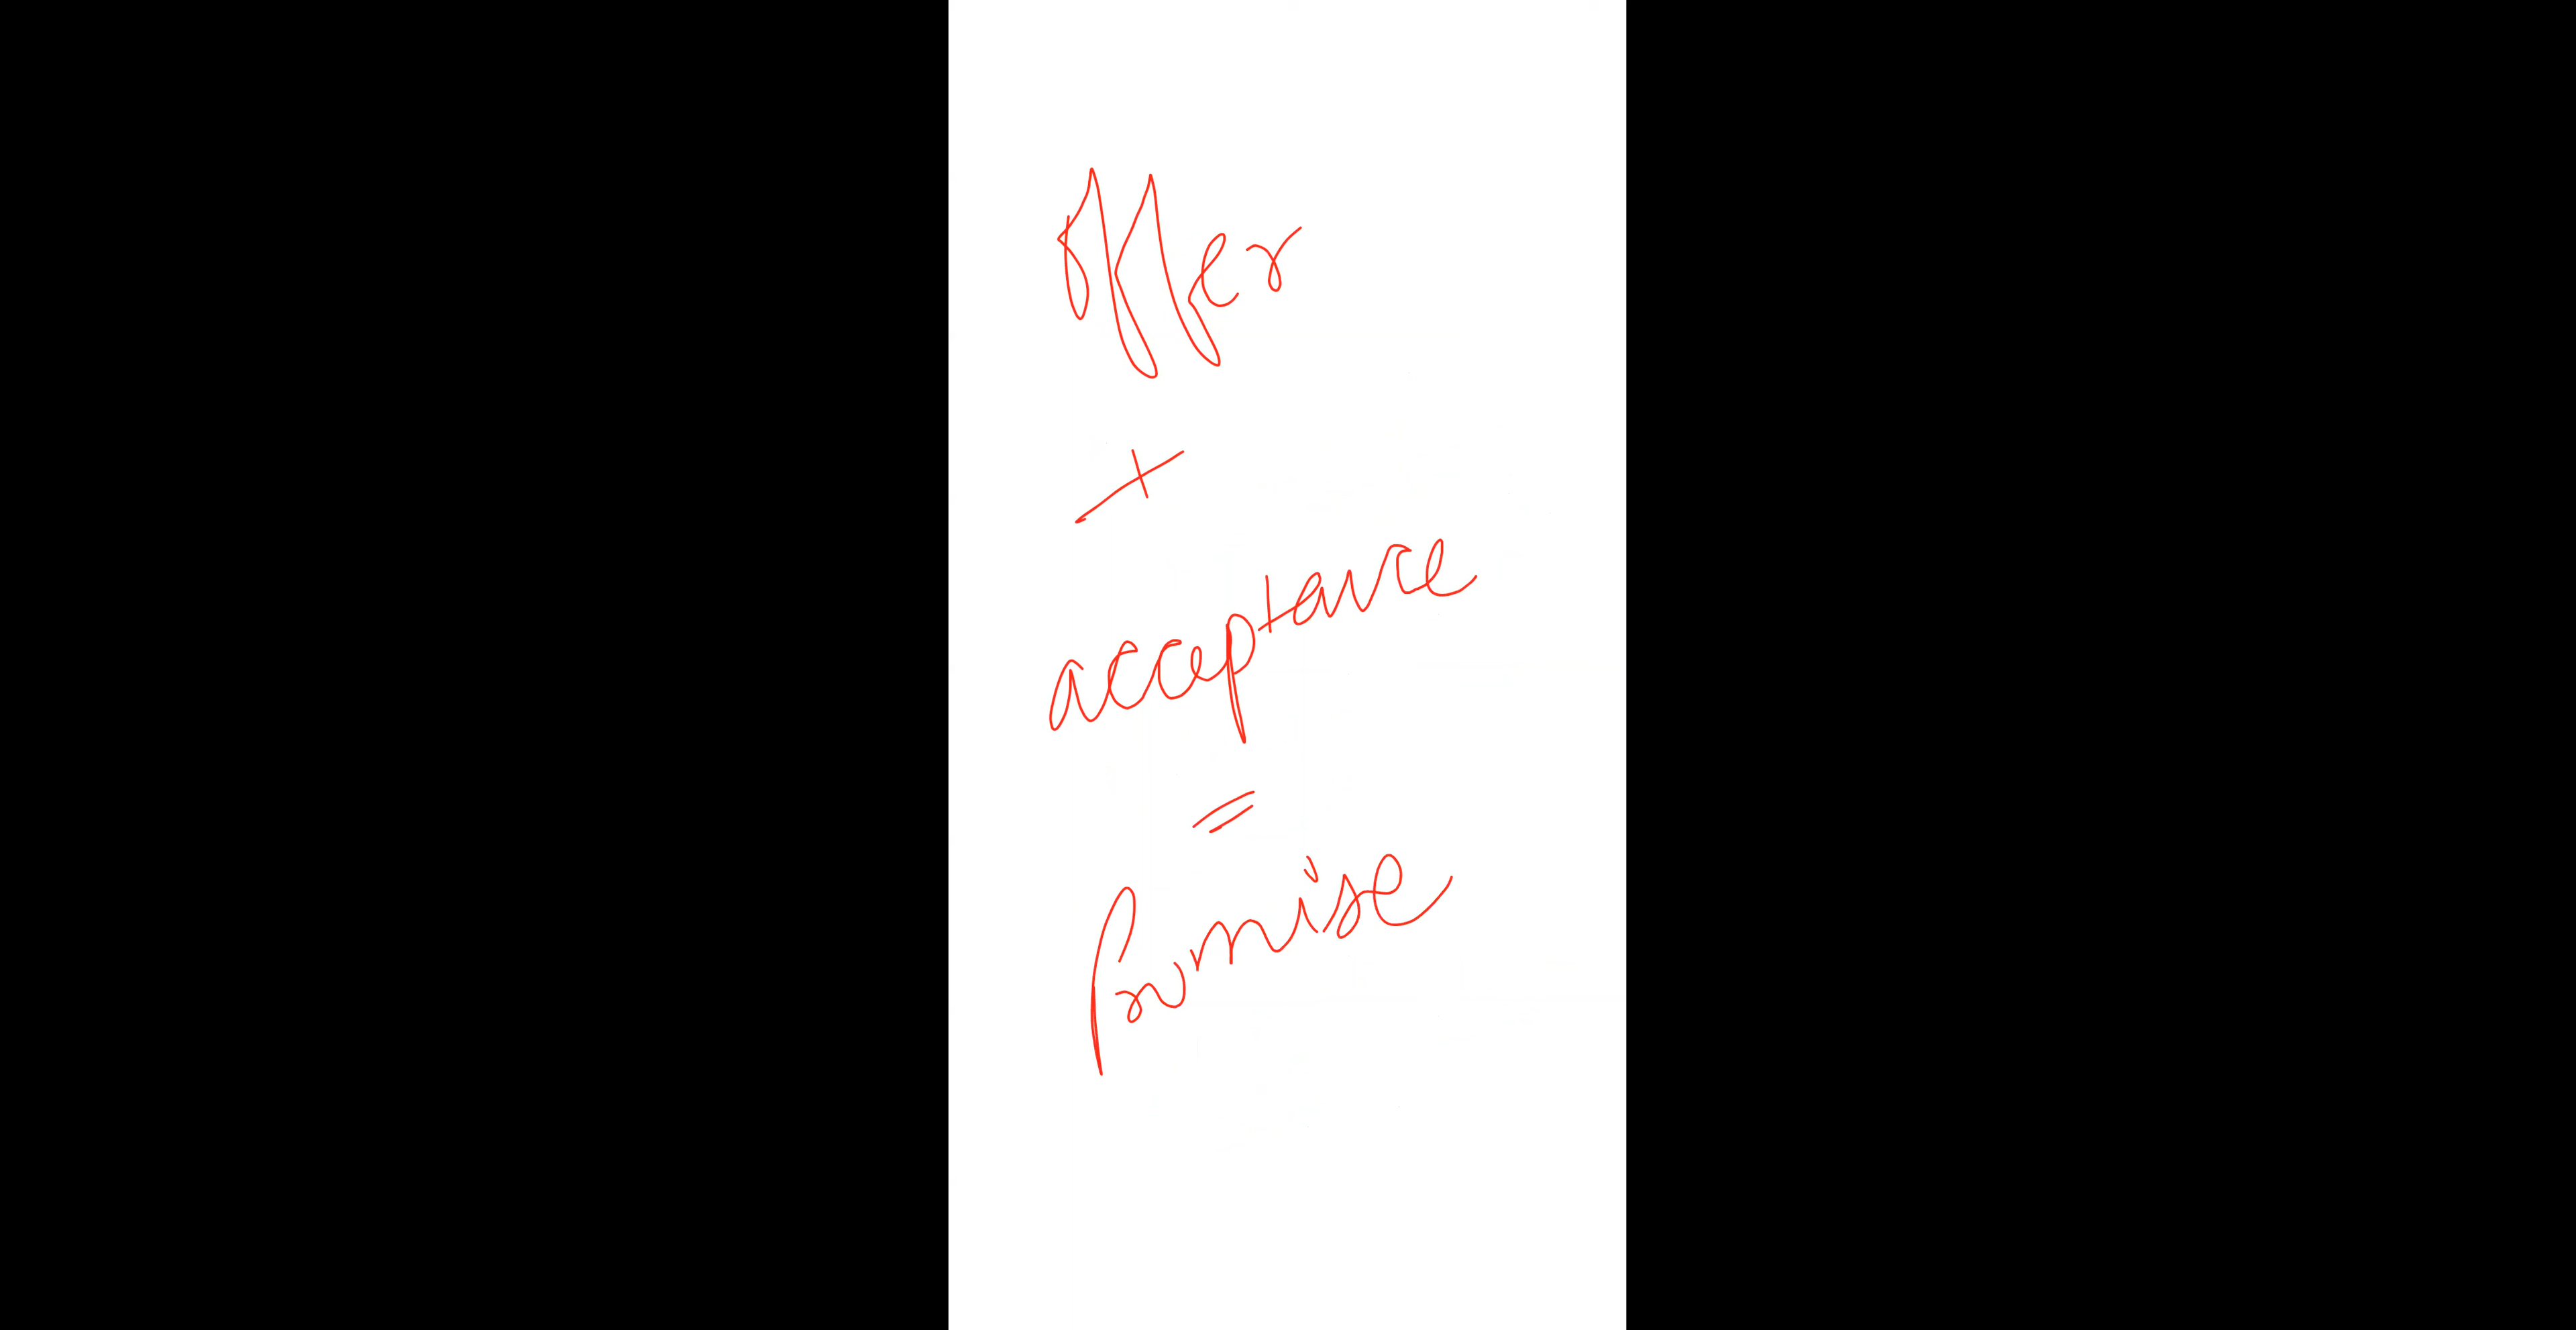 offer
+
acceptance
=
Promise